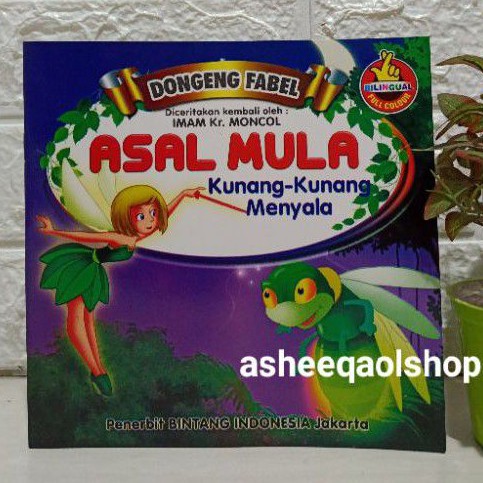 DONGENG FABEL
BILINGUAL
FULL COLOUR
Diceritakan kembali oleh :
IMAM Kr. MONCOL
ASAL MULA
Kunang-Kunang
Menyala
asheeqaolshop
Penerbit BINTANG INDONESIA Jakarta